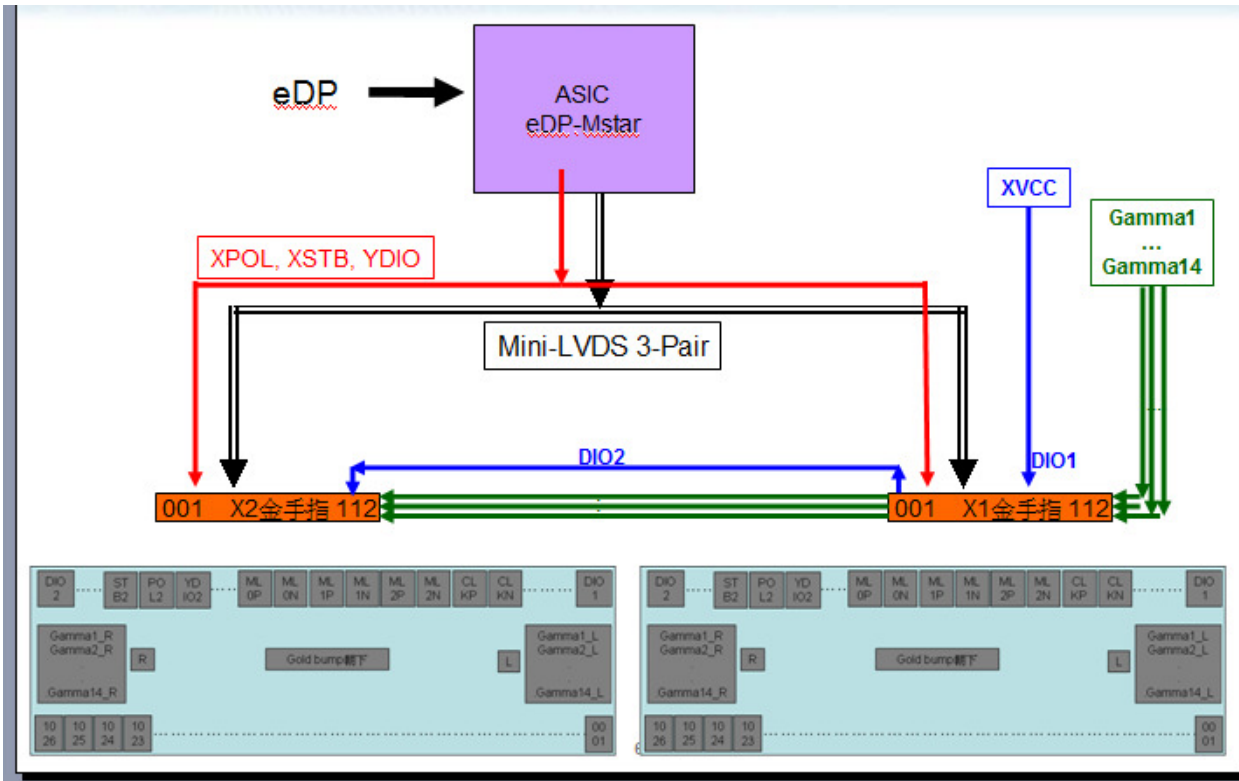 eDP
ASIC
eDP-Mstar
XVCC
Gamma1
...
Gamma14
XPOL, XSTB, YDIO
Mini-LVDS 3-Pair
DIO2
DIO1
001 X2金手指 112
001 X1金手指 112
DIO 2 ...... ST B2 PO L2 YD IO2 ...... ML 0P ML 0N ML 1P ML 1N ML 2P ML 2N CL KP CL KN ........ DIO 1
Gamma1_R
Gamma2_R
.
.Gamma14_R
R
Gold bump翻下
L
Gamma1_L
Gamma2_L
.
.Gamma14_L
10 26 10 25 10 24 10 23 ...... 00 01
DIO 2 ...... ST B2 PO L2 YD IO2 ...... ML 0P ML 0N ML 1P ML 1N ML 2P ML 2N CL KP CL KN ........ DIO 1
Gamma1_R
Gamma2_R
.
.Gamma14_R
R
Gold bump翻下
L
Gamma1_L
Gamma2_L
.
.Gamma14_L
10 26 10 25 10 24 10 23 ...... 00 01